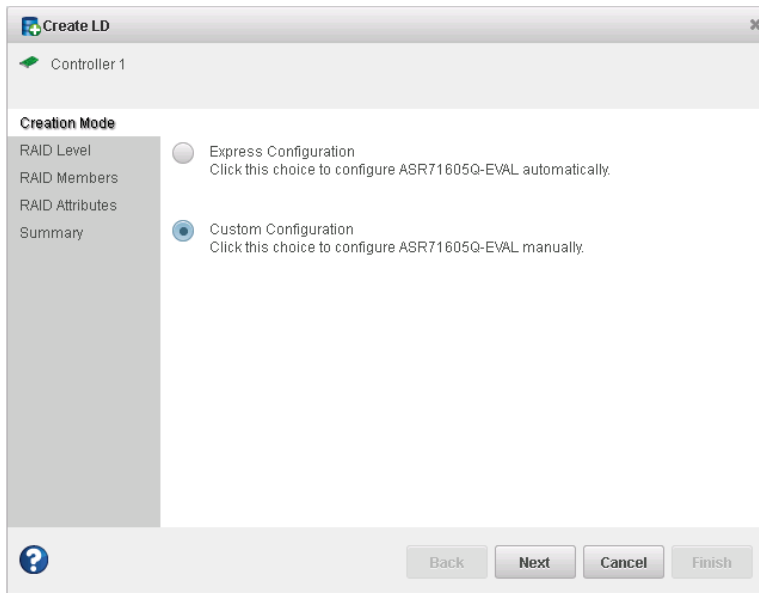 Create LD
Controller 1
Creation Mode
RAID Level
RAID Members
RAID Attributes
Summary
Express Configuration
Click this choice to configure ASR71605Q-EVAL automatically.
Custom Configuration
Click this choice to configure ASR71605Q-EVAL manually.
?
Back
Next
Cancel
Finish